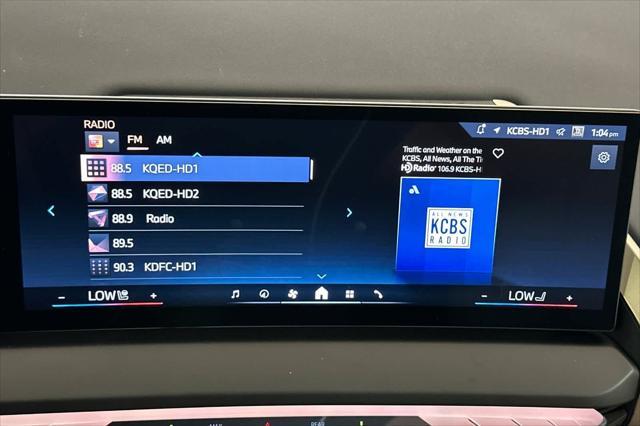 RADIO
FM AM
KCBS-HD1 1:04 pm
88.5 KQED-HD1
88.5 KQED-HD2
88.9 Radio
89.5
90.3 KDFC-HD1
Traffic and Weather on the
KCBS, All News, All The Ti
HD Radio 106.9 KCBS-H
ALL NEWS
KCBS
RADIO
− LOW +
− LOW +
REAR